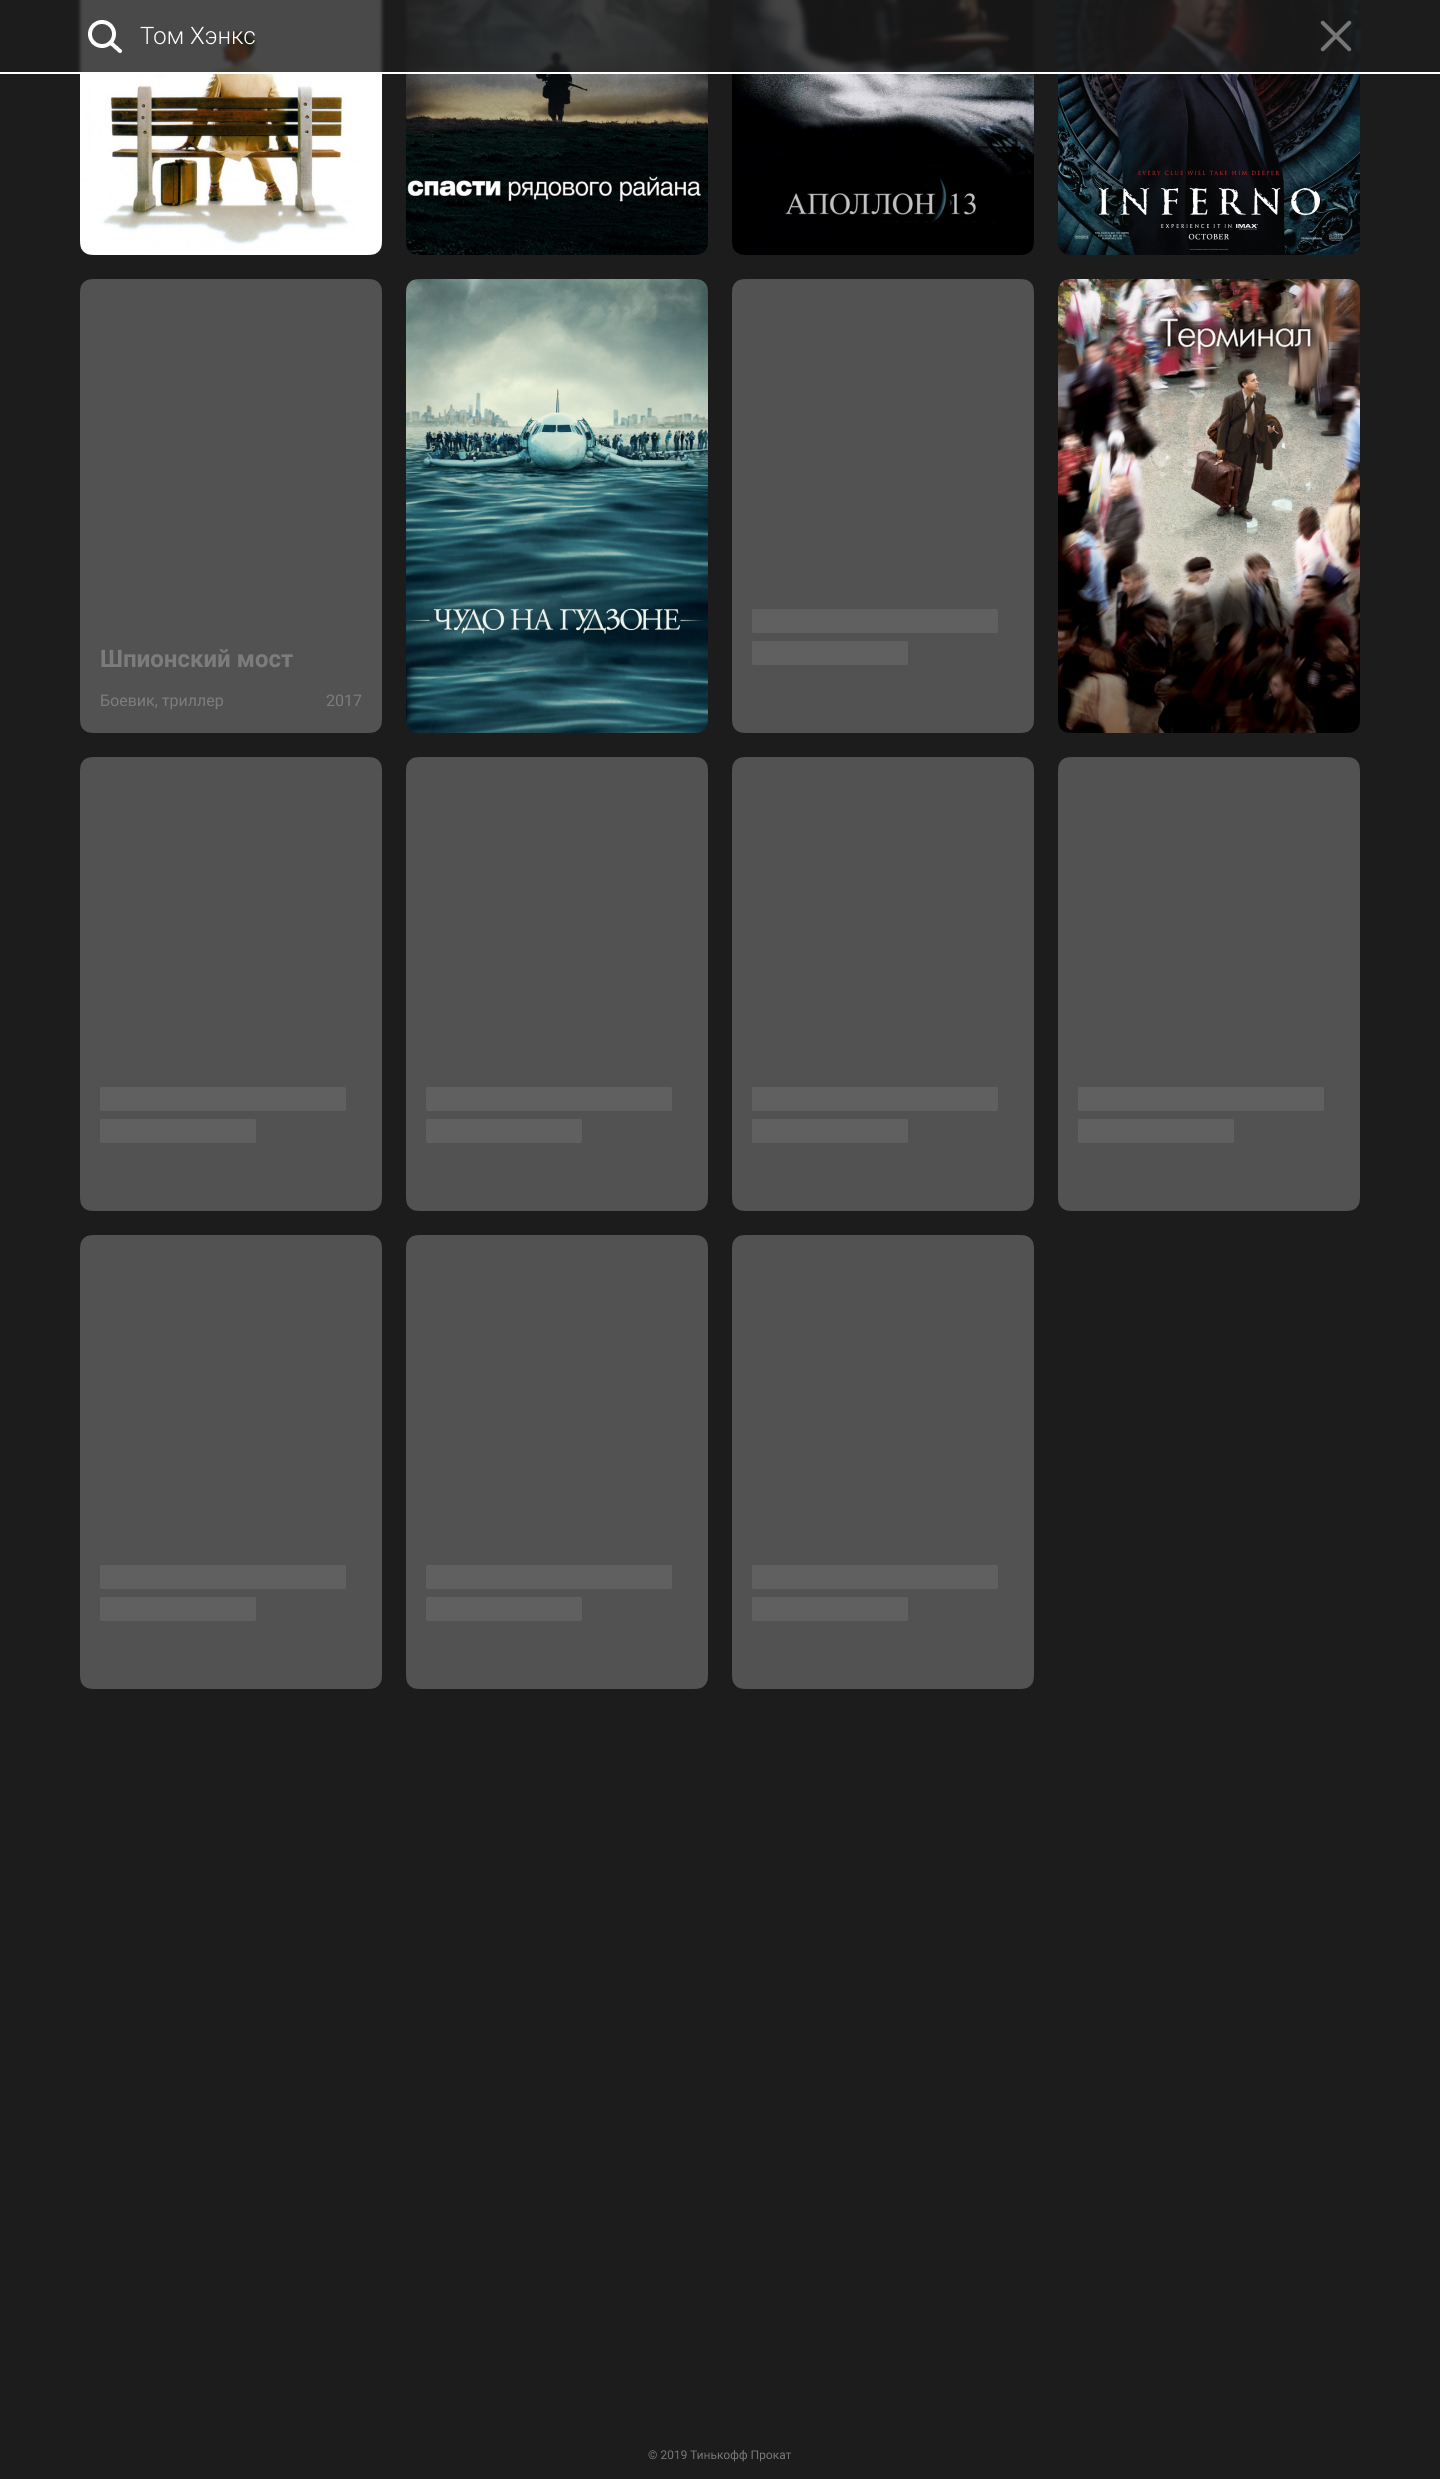 Том Хэнкс
спасти рядового райана
АПОЛЛОН 13
EVERY CLUE WILL TAKE HIM DEEPER
INFERNO
EXPERIENCE IT IN IMAX
OCTOBER
Терминал
ЧУДО НА ГУДЗОНЕ
Шпионский мост
Боевик, триллер 2017
© 2019 Тинькофф Прокат